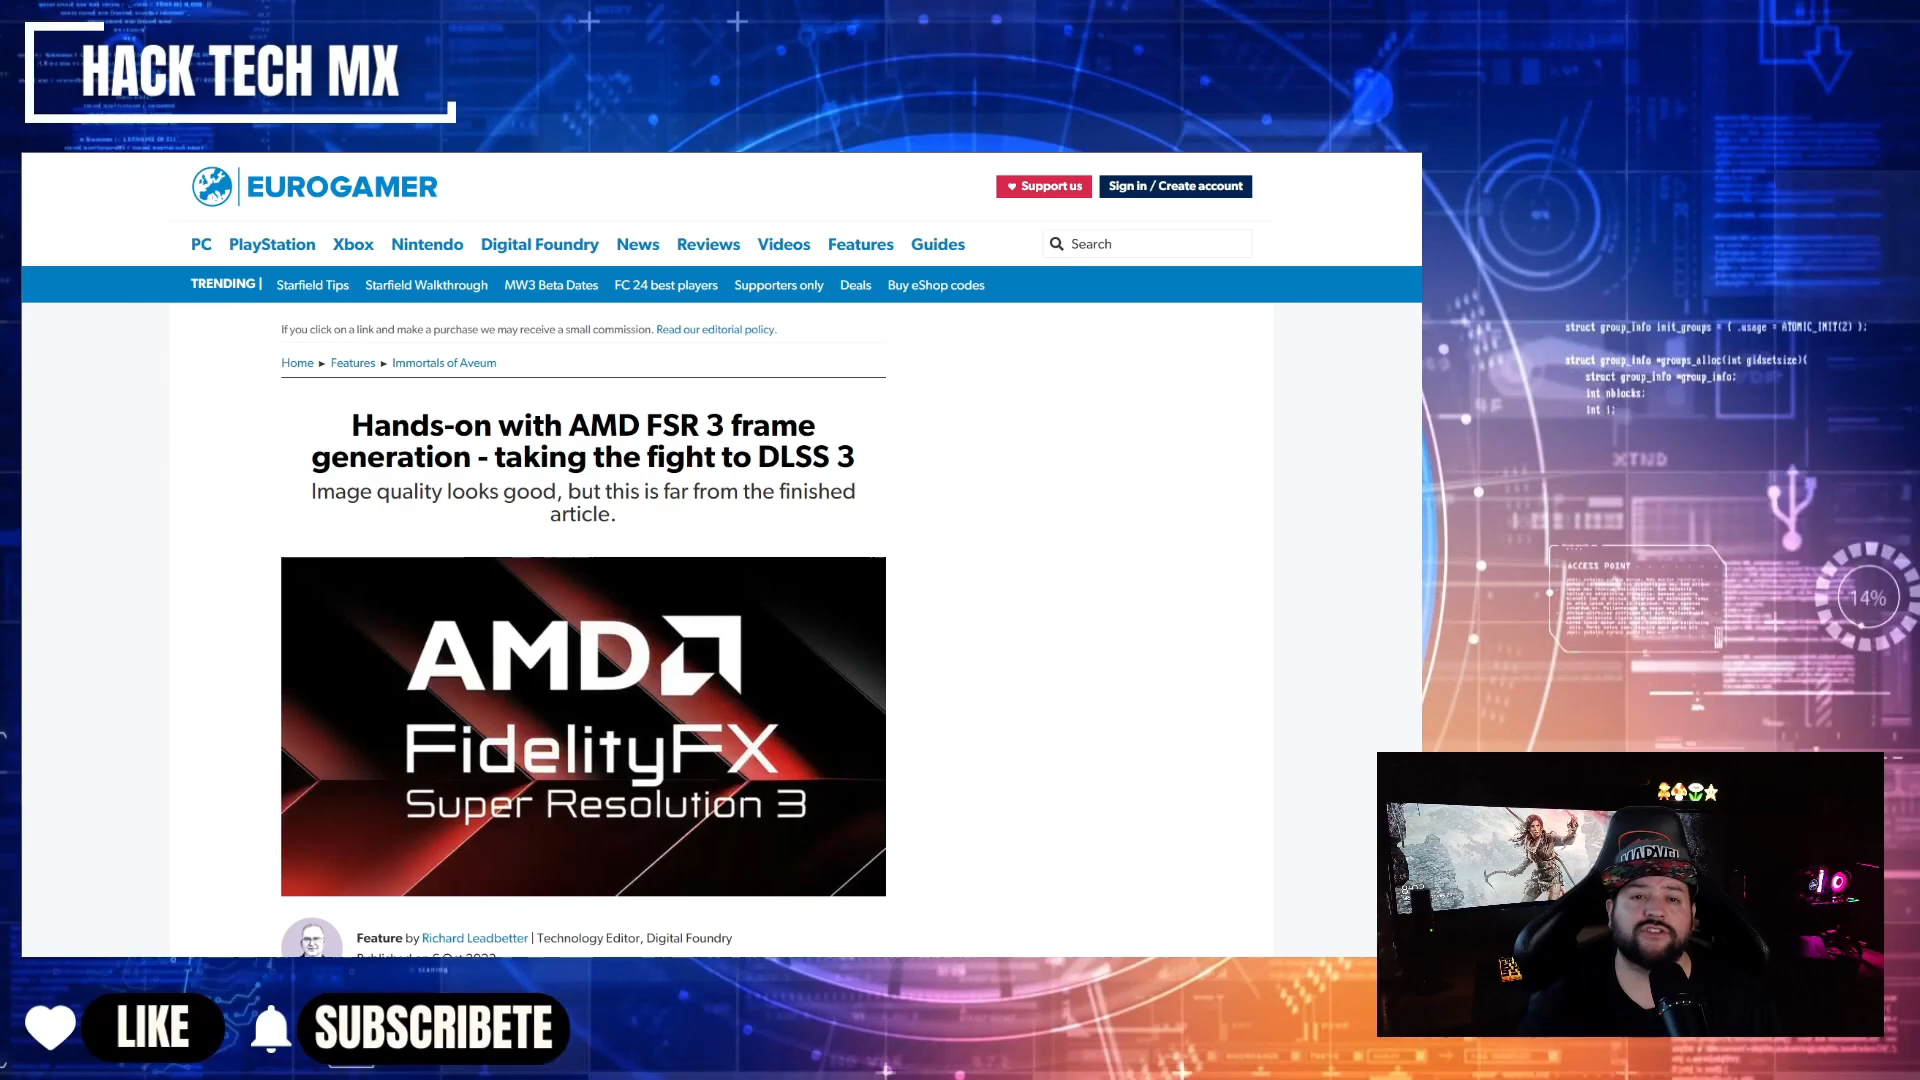 HACK TECH MX
EUROGAMER
Support us
Sign in / Create account
PC PlayStation Xbox Nintendo Digital Foundry News Reviews Videos Features Guides
Search
TRENDING | Starfield Tips Starfield Walkthrough MW3 Beta Dates FC 24 best players Supporters only Deals Buy eShop codes
If you click on a link and make a purchase we may receive a small commission. Read our editorial policy.
Home ▸ Features ▸ Immortals of Aveum
Hands-on with AMD FSR 3 frame
generation - taking the fight to DLSS 3
Image quality looks good, but this is far from the finished
article.
AMD
FidelityFX
Super Resolution 3
Feature by Richard Leadbetter | Technology Editor, Digital Foundry
struct group_info init_groups = { .usage = ATOMIC_INIT(2) };
struct group_info *groups_alloc(int gidsetsize){
struct group_info *group_info;
int nblocks;
int i;
XTND
ACCESS POINT
14%
MARVEL
LIKE
SUBSCRIBETE